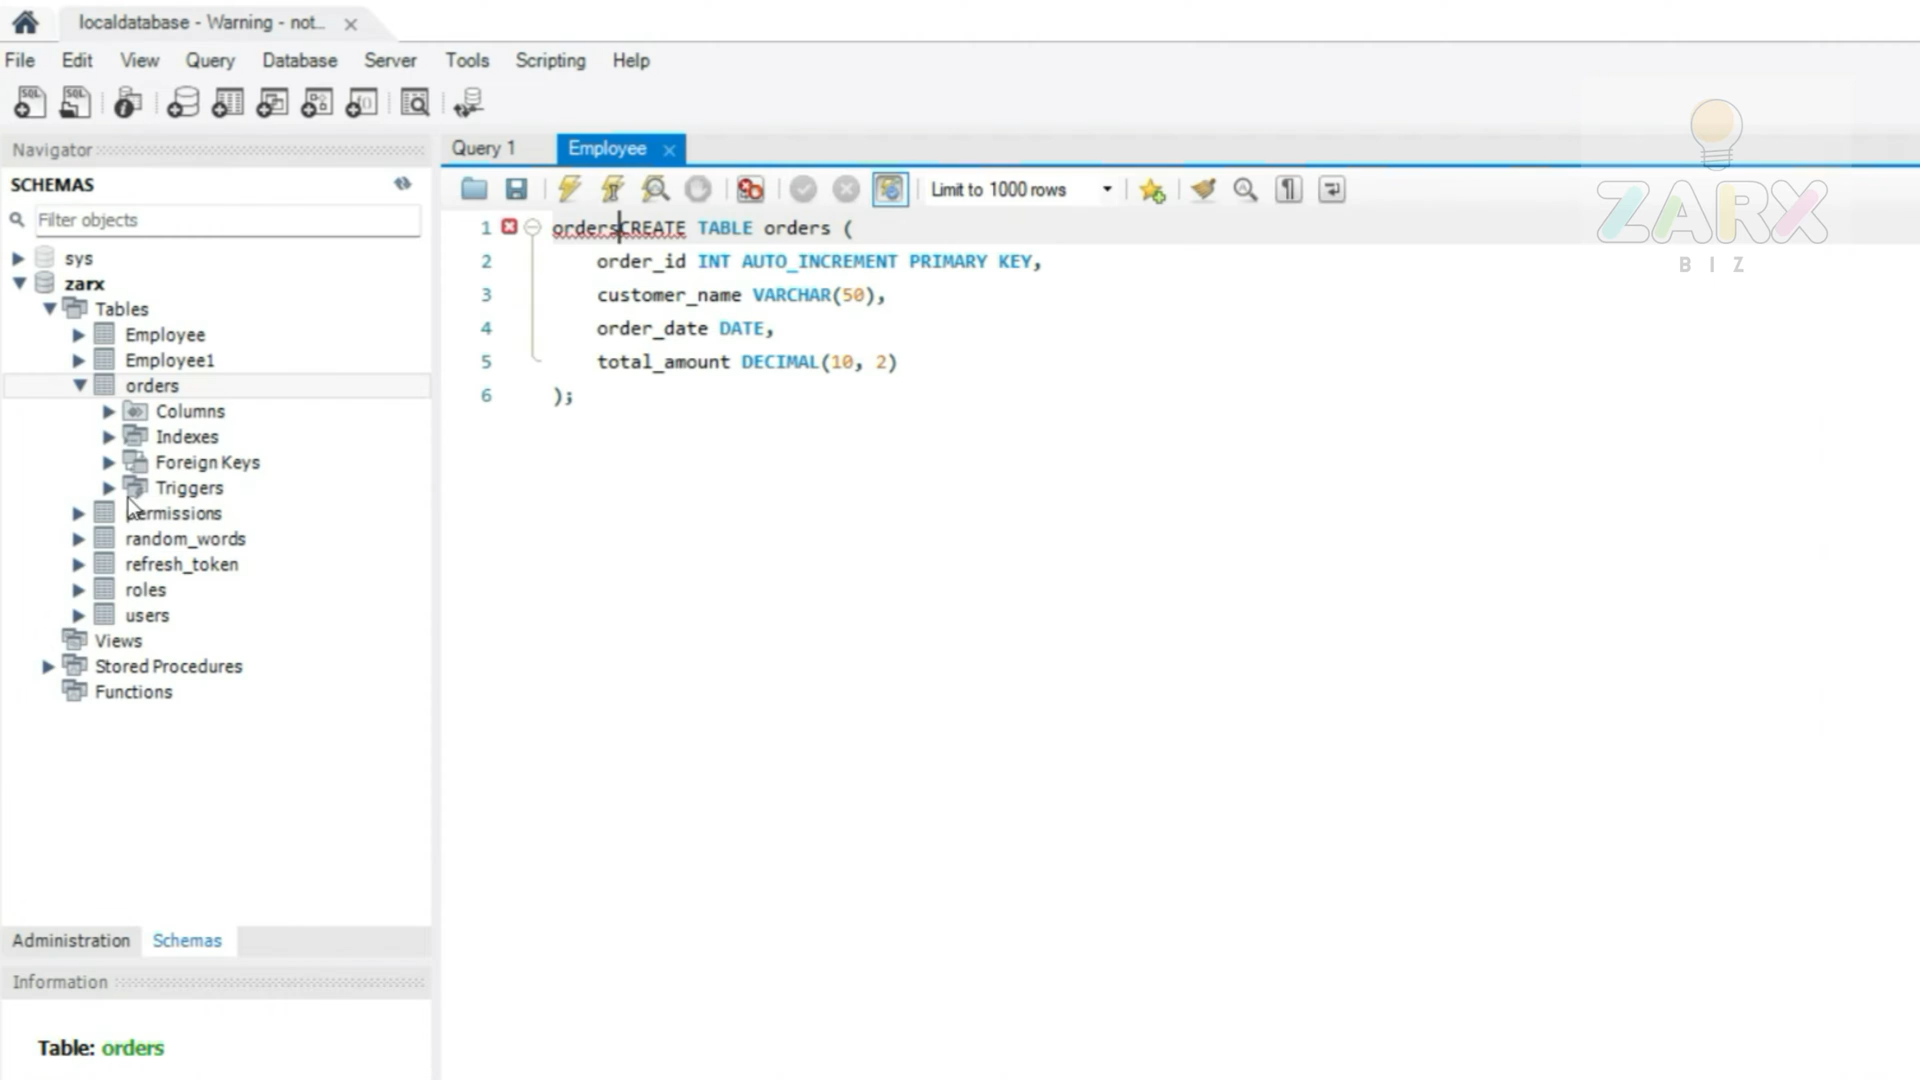 localdatabase - Warning - not...
File Edit View Query Database Server Tools Scripting Help
Navigator
SCHEMAS
Filter objects
sys
zarx
Tables
Employee
Employee1
orders
Columns
Indexes
Foreign Keys
Triggers
permissions
random_words
refresh_token
roles
users
Views
Stored Procedures
Functions
Administration Schemas
Information
Table: orders
Query 1 Employee
Limit to 1000 rows
1 ordersCREATE TABLE orders (
2 order_id INT AUTO_INCREMENT PRIMARY KEY,
3 customer_name VARCHAR(50),
4 order_date DATE,
5 total_amount DECIMAL(10, 2)
6 );
ZARX
BIZ